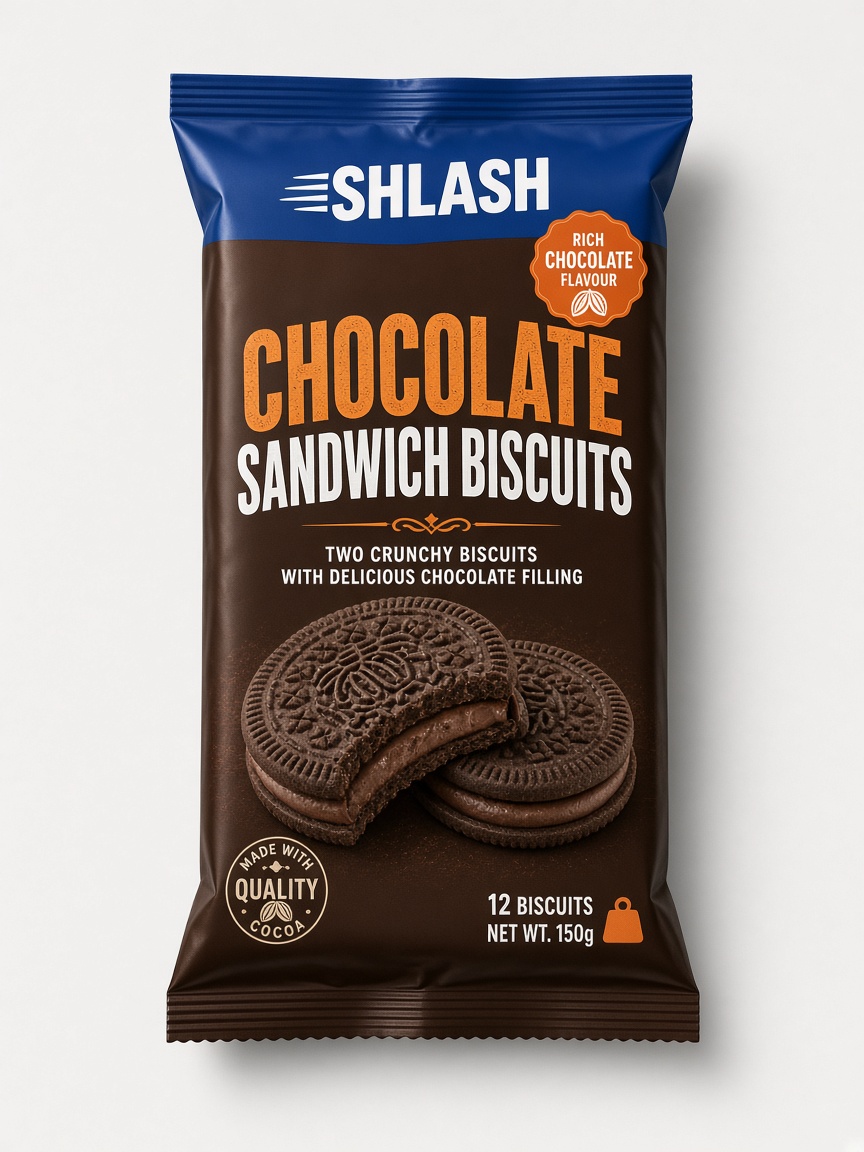 SHLASH
RICH
CHOCOLATE
FLAVOUR
CHOCOLATE
SANDWICH BISCUITS
TWO CRUNCHY BISCUITS
WITH DELICIOUS CHOCOLATE FILLING
MADE WITH
QUALITY
COCOA
12 BISCUITS
NET WT. 150g